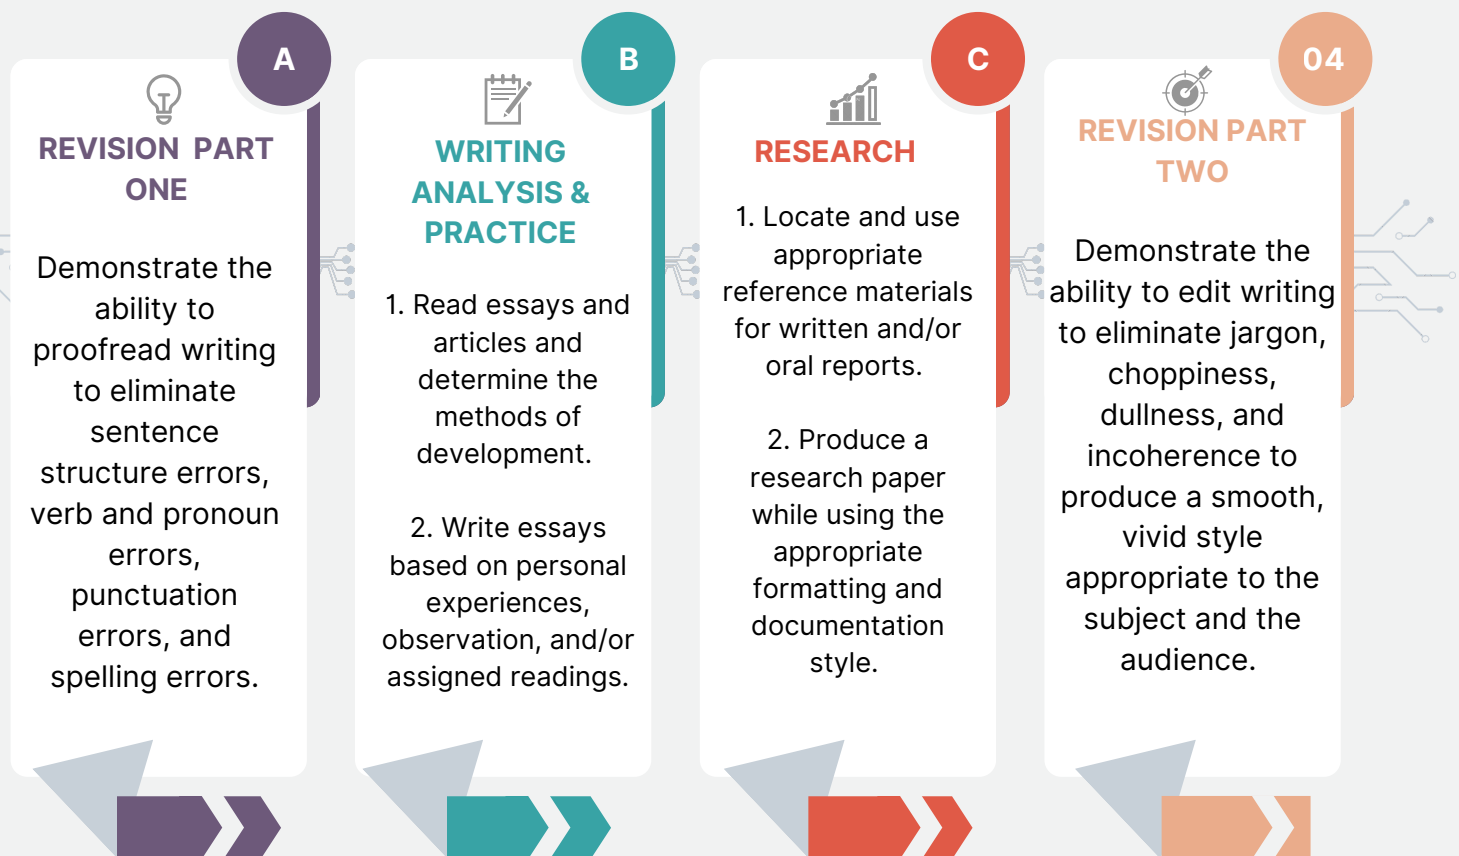 A
REVISION PART
ONE
Demonstrate the
ability to
proofread writing
to eliminate
sentence
structure errors,
verb and pronoun
errors,
punctuation
errors, and
spelling errors.
B
WRITING
ANALYSIS &
PRACTICE
1. Read essays and
articles and
determine the
methods of
development.
2. Write essays
based on personal
experiences,
observation, and/or
assigned readings.
C
RESEARCH
1. Locate and use
appropriate
reference materials
for written and/or
oral reports.
2. Produce a
research paper
while using the
appropriate
formatting and
documentation
style.
04
REVISION PART
TWO
Demonstrate the
ability to edit writing
to eliminate jargon,
choppiness,
dullness, and
incoherence to
produce a smooth,
vivid style
appropriate to the
subject and the
audience.